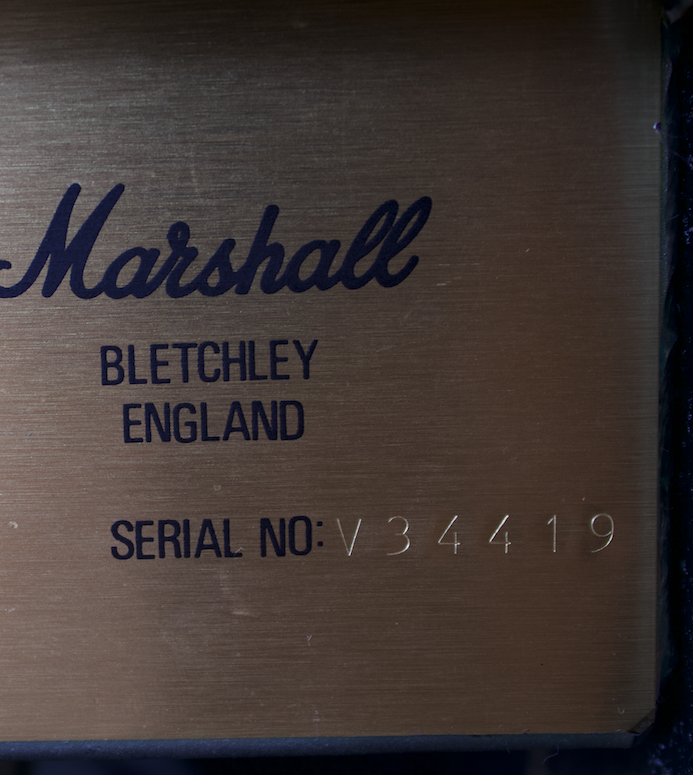 Marshall
BLETCHLEY
ENGLAND
SERIAL NO: V 3 4 4 1 9